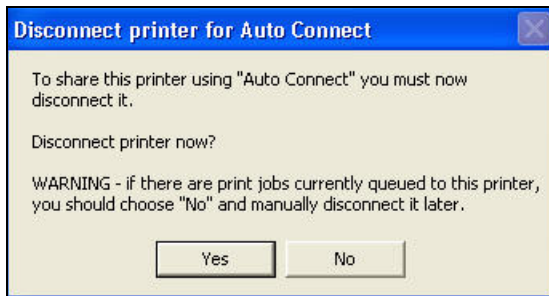 Disconnect printer for Auto Connect
To share this printer using "Auto Connect" you must now
disconnect it.
Disconnect printer now?
WARNING - if there are print jobs currently queued to this printer,
you should choose "No" and manually disconnect it later.
Yes
No